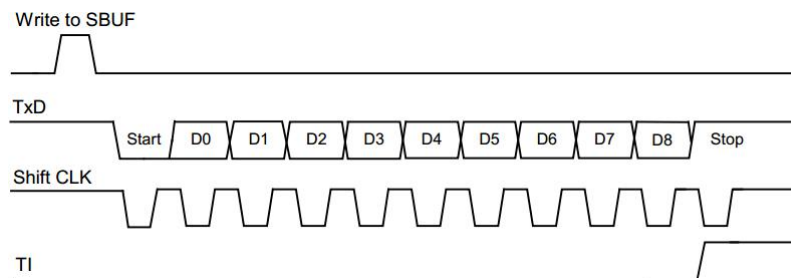 Write to SBUF
TxD
Start D0 D1 D2 D3 D4 D5 D6 D7 D8 Stop
Shift CLK
TI